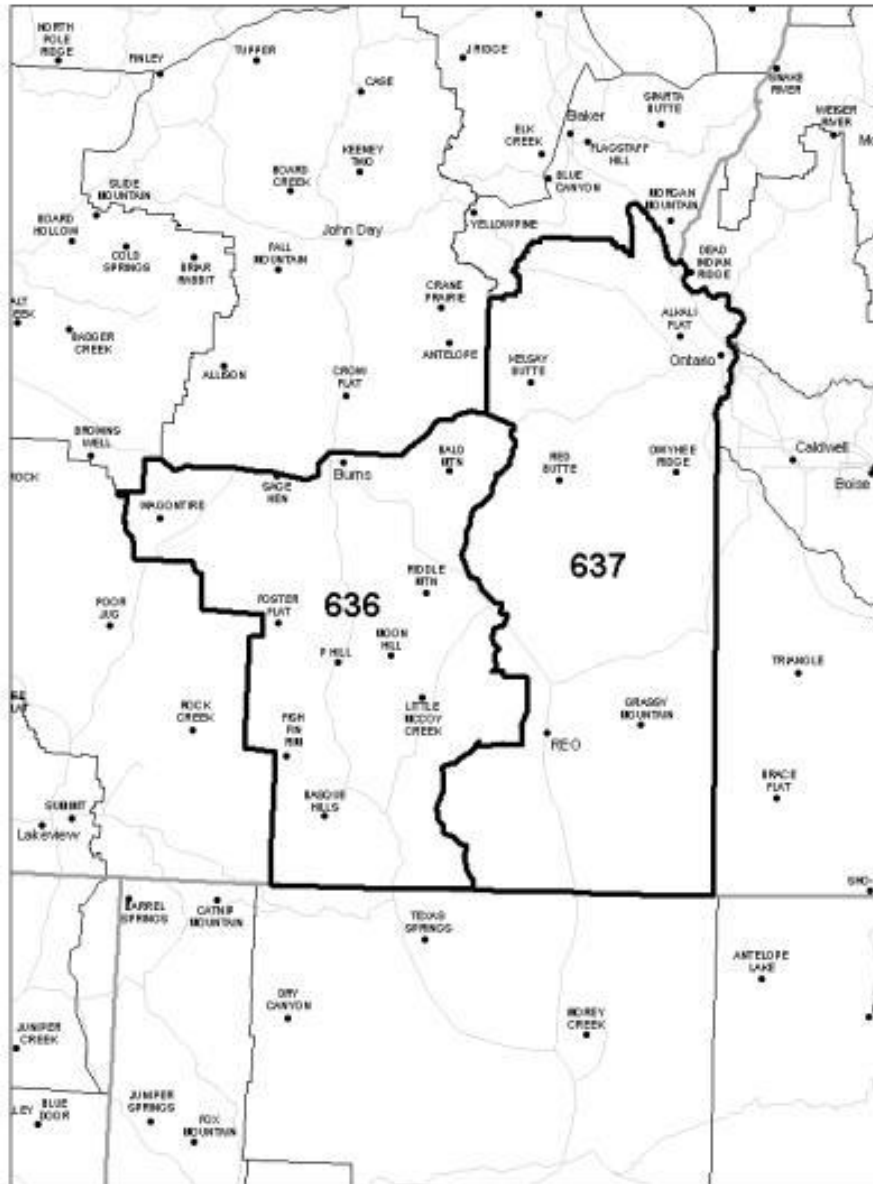 NORTH
POLE
RIDGE
FINLEY
TUPPER
J RIDGE
CASE
SNAKE
RIVER
SPARTA
BUTTE
WEISER
RIVER
Baker
ELK
CREEK
FLAGSTAFF
HILL
KEENEY
TWO
BOARD
CREEK
BLUE
CANYON
SLIDE
MOUNTAIN
MORGAN
MOUNTAIN
BOARD
HOLLOW
YELLOWPINE
John Day
COLD
SPRINGS
BRIAR
RABBIT
FALL
MOUNTAIN
DEAD
INDIAN
RIDGE
CRANE
PRAIRIE
ALKALI
FLAT
BADGER
CREEK
ANTELOPE
KELSAY
BUTTE
Ontario
ALLISON
CROW
FLAT
BROWNS
WELL
Burns
BALD
MTN
RED
BUTTE
OWYHEE
RIDGE
Caldwell
ROCK
SAGE
HEN
Boise
WAGONTIRE
637
RIDDLE
MTN
POOR
JUG
FOSTER
FLAT
636
MOON
HILL
P HILL
TRIANGLE
ROCK
CREEK
LITTLE
MCCOY
CREEK
GRASSY
MOUNTAIN
FISH
FIN
RIM
RE-O
BRACE
FLAT
BASQUE
HILLS
SUMMIT
Lakeview
SHO-
BARREL
SPRINGS
CATNIP
MOUNTAIN
TEXAS
SPRINGS
ANTELOPE
LAKE
DRY
CANYON
MOREY
CREEK
JUNIPER
CREEK
JUNIPER
SPRINGS
LEY
BLUE
DOOR
FOX
MOUNTAIN